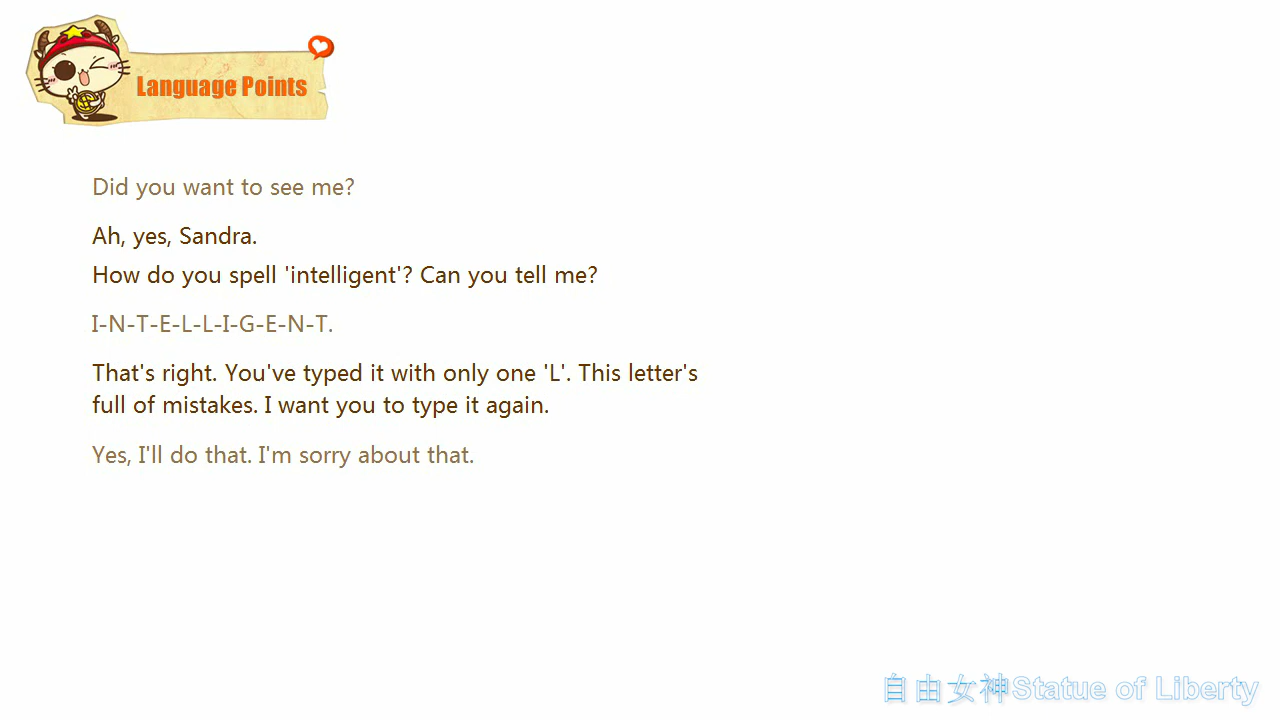 Language Points
Did you want to see me?
Ah, yes, Sandra.
How do you spell 'intelligent'? Can you tell me?
I-N-T-E-L-L-I-G-E-N-T.
That's right. You've typed it with only one 'L'. This letter's
full of mistakes. I want you to type it again.
Yes, I'll do that. I'm sorry about that.
自由女神Statue of Liberty